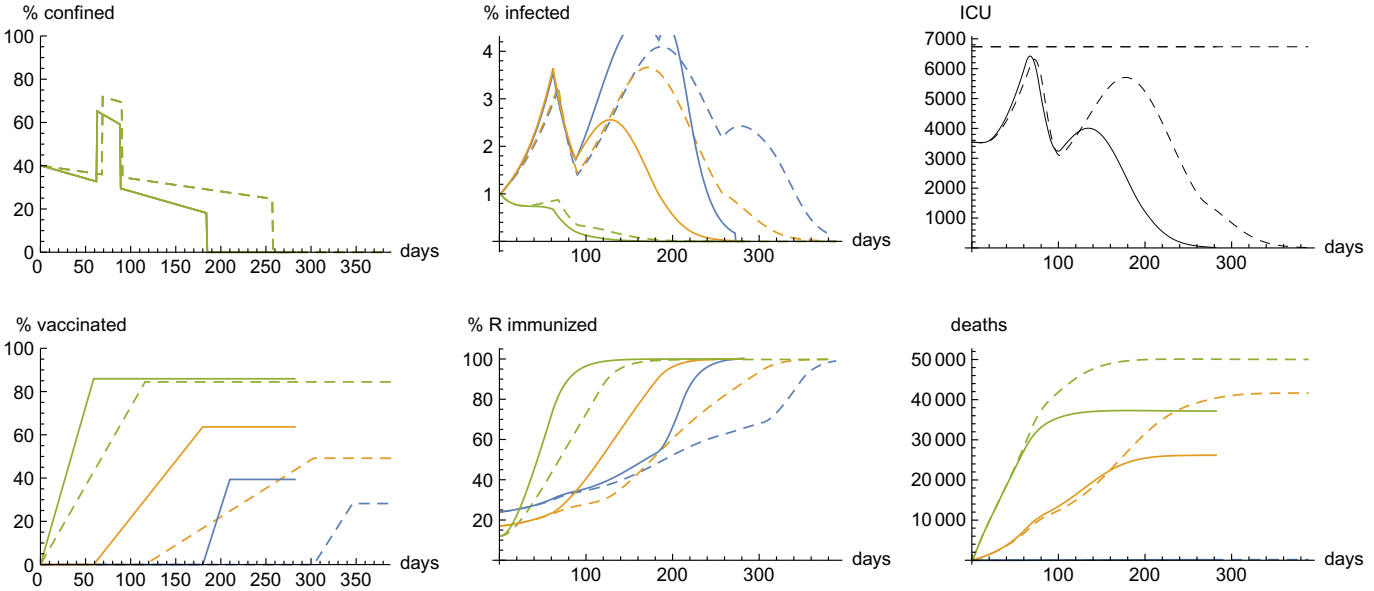 % confined
100
80
60
40
20
0
0 50 100 150 200 250 300 350
days
% infected
4
3
2
1
100 200 300
days
ICU
7000
6000
5000
4000
3000
2000
1000
100 200 300
days
% vaccinated
100
80
60
40
20
0
0 50 100 150 200 250 300 350
days
% R immunized
100
80
60
40
20
100 200 300
days
deaths
50 000
40 000
30 000
20 000
10 000
100 200 300
days